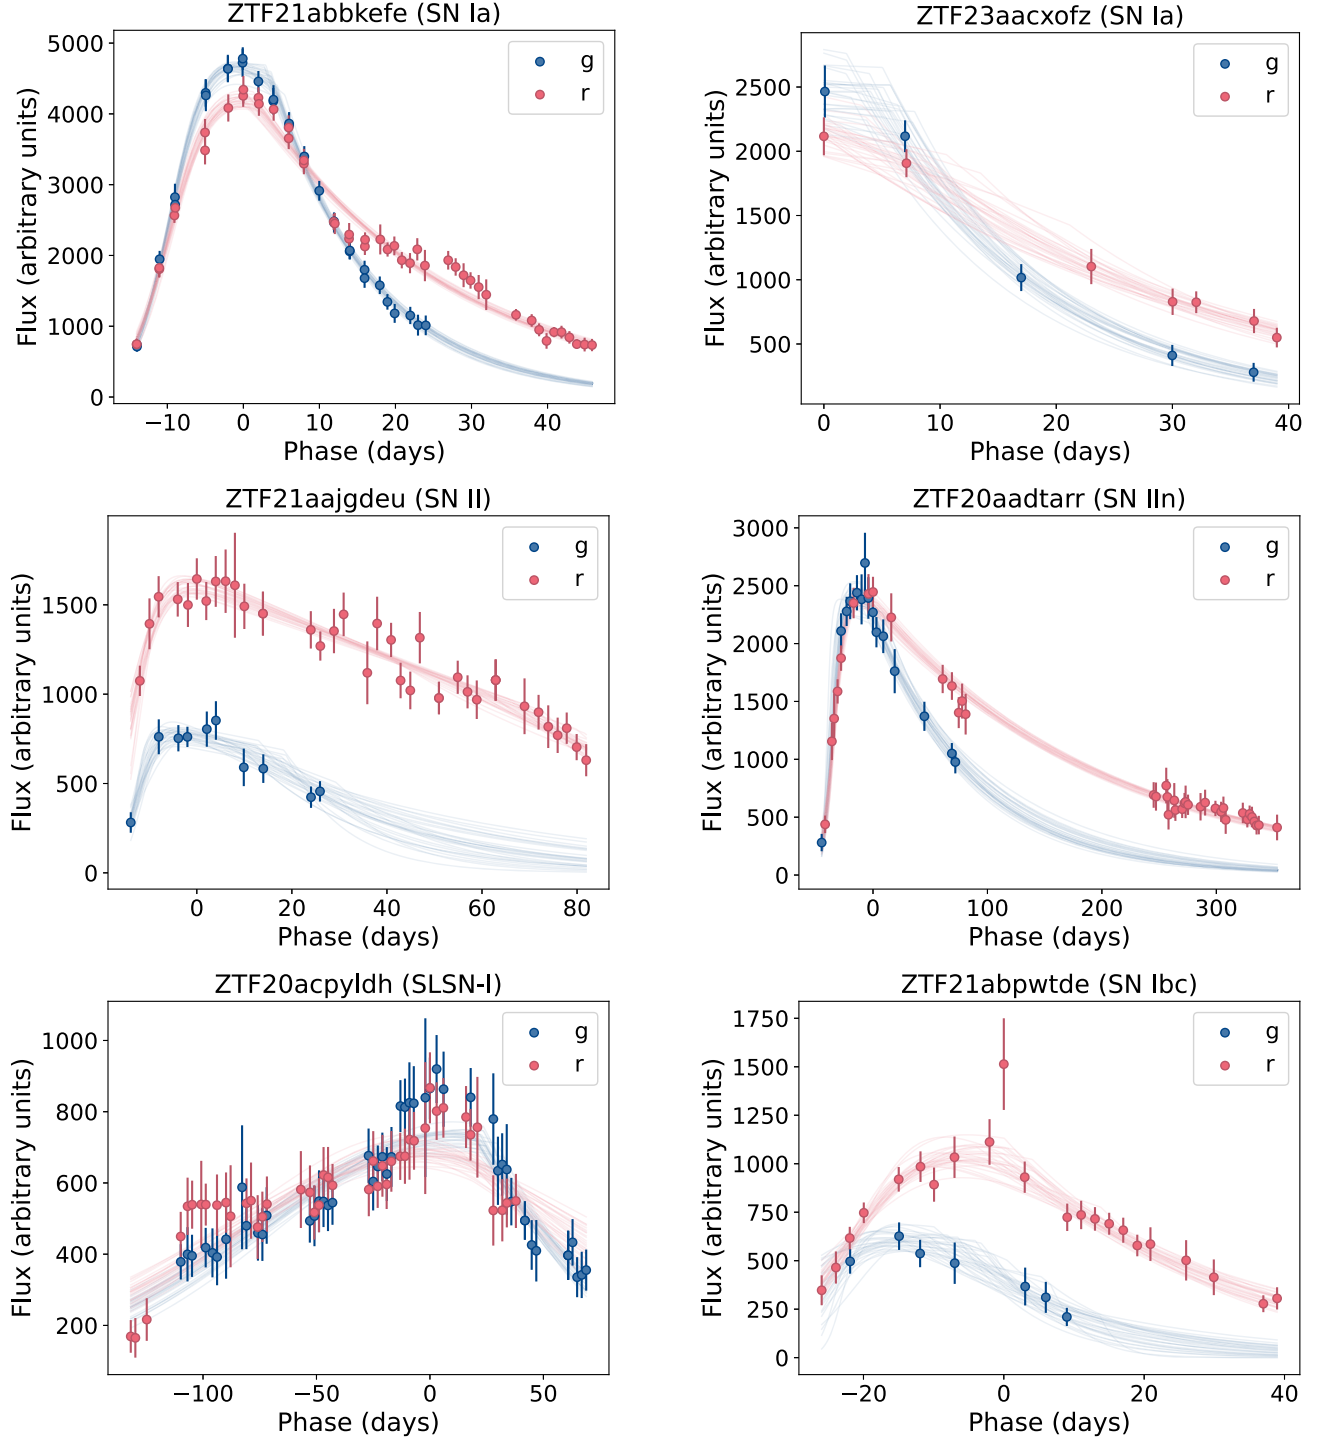 ZTF21abbkefe (SN Ia)
Flux (arbitrary units)
5000
4000
3000
2000
1000
0
g
r
−10 0 10 20 30 40
Phase (days)
ZTF23aacxofz (SN Ia)
Flux (arbitrary units)
2500
2000
1500
1000
500
g
r
0 10 20 30 40
Phase (days)
ZTF21aajgdeu (SN II)
Flux (arbitrary units)
1500
1000
500
0
g
r
0 20 40 60 80
Phase (days)
ZTF20aadtarr (SN IIn)
Flux (arbitrary units)
3000
2500
2000
1500
1000
500
0
g
r
0 100 200 300
Phase (days)
ZTF20acpyldh (SLSN-I)
Flux (arbitrary units)
1000
800
600
400
200
g
r
−100 −50 0 50
Phase (days)
ZTF21abpwtde (SN Ibc)
Flux (arbitrary units)
1750
1500
1250
1000
750
500
250
0
g
r
−20 0 20 40
Phase (days)